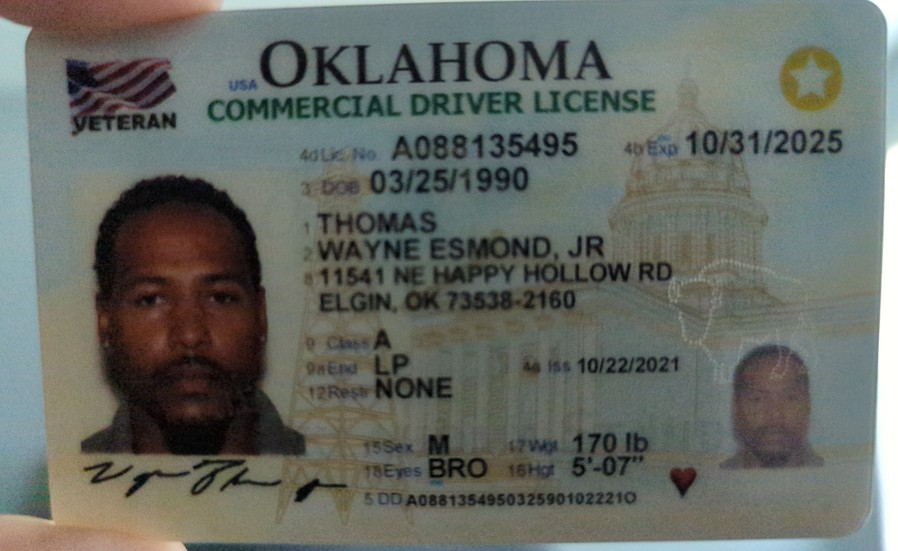 OKLAHOMA
USA
COMMERCIAL DRIVER LICENSE
VETERAN
4d Lic. No. A088135495 4b Exp 10/31/2025
3 DOB 03/25/1990
1 THOMAS
2 WAYNE ESMOND, JR
8 11541 NE HAPPY HOLLOW RD
ELGIN, OK 73538-2160
9 Class A
9a End LP 4a Iss 10/22/2021
12 Restr NONE
15 Sex M 17 Wgt 170 lb
18 Eyes BRO 16 Hgt 5'-07"
5 DD A0881354950325901022210